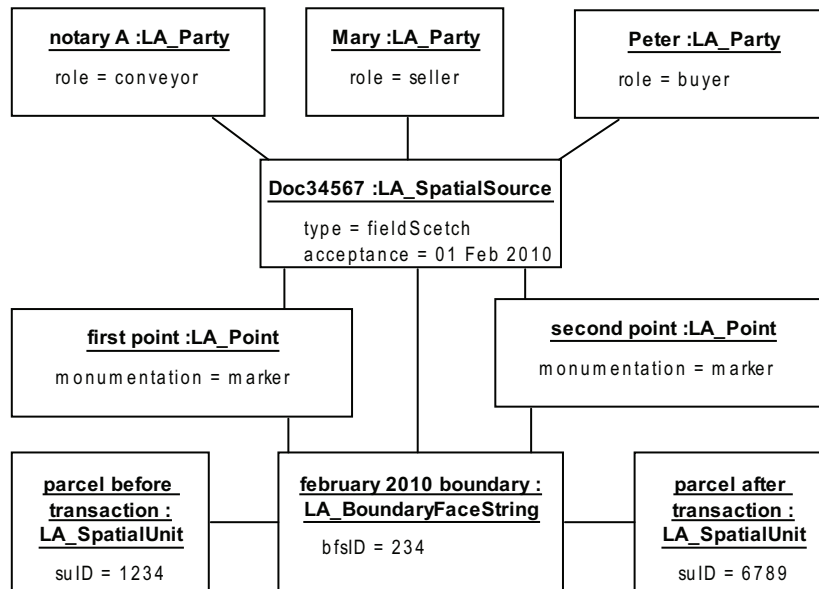 notary A :LA_Party
role = conveyor
Mary :LA_Party
role = seller
Peter :LA_Party
role = buyer
Doc34567 :LA_SpatialSource
type = fieldScetch
acceptance = 01 Feb 2010
first point :LA_Point
monumentation = marker
second point :LA_Point
monumentation = marker
parcel before
transaction :
LA_SpatialUnit
suID = 1234
february 2010 boundary :
LA_BoundaryFaceString
bfsID = 234
parcel after
transaction :
LA_SpatialUnit
suID = 6789